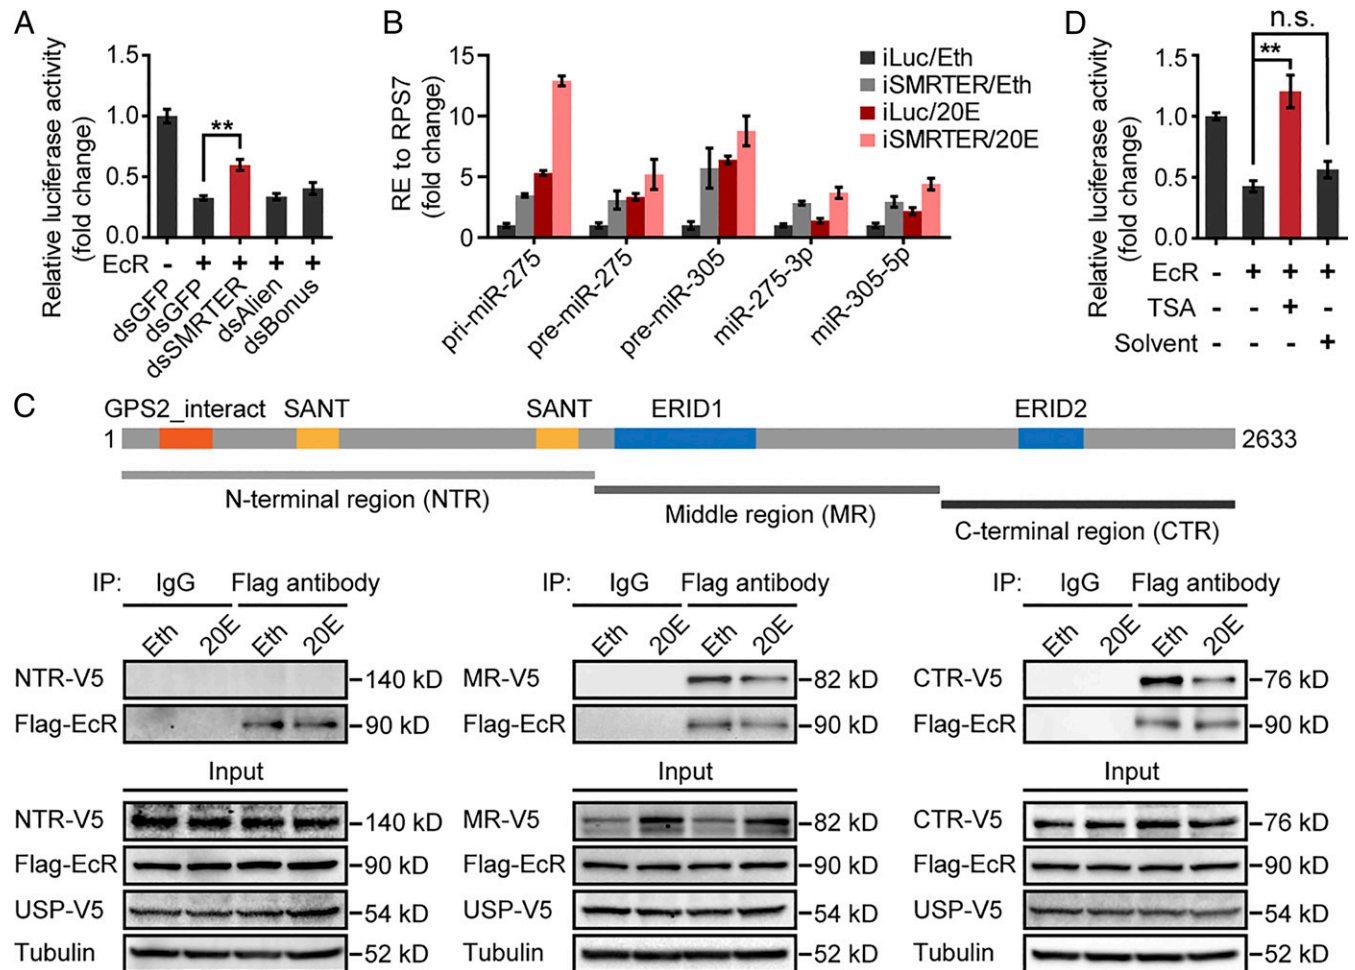 A
Relative luciferase activity
(fold change)
1.5
1.0
0.5
0.0
**
EcR - + + + +
dsGFP
dsGFP
dsSMRTER
dsAlien
dsBonus
B
RE to RPS7
(fold change)
15
10
5
0
iLuc/Eth
iSMRTER/Eth
iLuc/20E
iSMRTER/20E
pri-miR-275
pre-miR-275
pre-miR-305
miR-275-3p
miR-305-5p
D
Relative luciferase activity
(fold change)
1.5
1.0
0.5
0.0
n.s.
**
EcR - + + +
TSA - - + -
Solvent - - - +
C
GPS2_interact SANT SANT ERID1 ERID2
1 2633
N-terminal region (NTR)
Middle region (MR)
C-terminal region (CTR)
IP: IgG Flag antibody
Eth 20E Eth 20E
NTR-V5 140 kD
Flag-EcR 90 kD
Input
NTR-V5 140 kD
Flag-EcR 90 kD
USP-V5 54 kD
Tubulin 52 kD
IP: IgG Flag antibody
Eth 20E Eth 20E
MR-V5 82 kD
Flag-EcR 90 kD
Input
MR-V5 82 kD
Flag-EcR 90 kD
USP-V5 54 kD
Tubulin 52 kD
IP: IgG Flag antibody
Eth 20E Eth 20E
CTR-V5 76 kD
Flag-EcR 90 kD
Input
CTR-V5 76 kD
Flag-EcR 90 kD
USP-V5 54 kD
Tubulin 52 kD